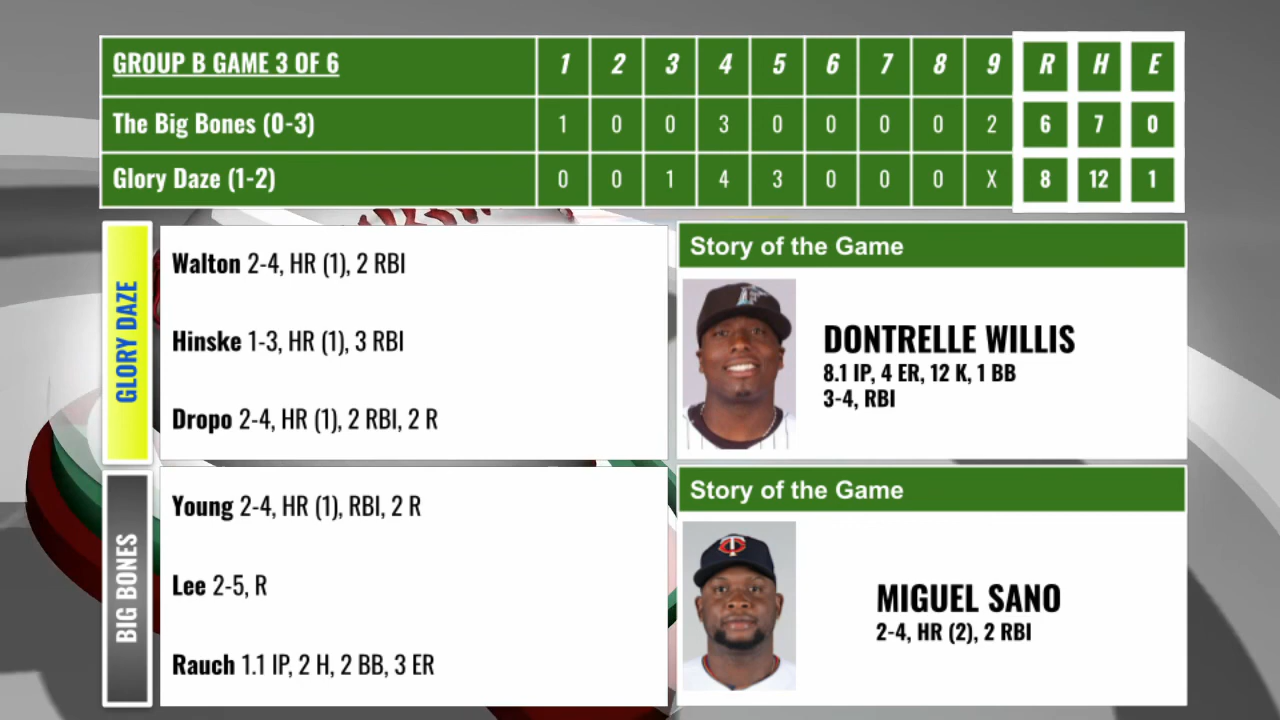 GROUP B GAME 3 OF 6 1 2 3 4 5 6 7 8 9 R H E
The Big Bones (0-3) 1 0 0 3 0 0 0 0 2 6 7 0
Glory Daze (1-2) 0 0 1 4 3 0 0 0 X 8 12 1
GLORY DAZE
Walton 2-4, HR (1), 2 RBI
Hinske 1-3, HR (1), 3 RBI
Dropo 2-4, HR (1), 2 RBI, 2 R
Story of the Game
F
DONTRELLE WILLIS
8.1 IP, 4 ER, 12 K, 1 BB
3-4, RBI
BIG BONES
Young 2-4, HR (1), RBI, 2 R
Lee 2-5, R
Rauch 1.1 IP, 2 H, 2 BB, 3 ER
Story of the Game
TC
MIGUEL SANO
2-4, HR (2), 2 RBI